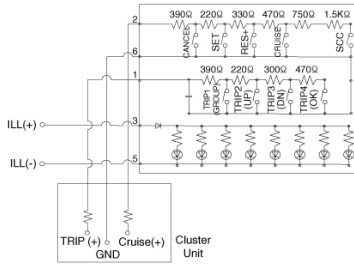 2 390Ω 220Ω 330Ω 470Ω 750Ω 1.5KΩ
CANCEL SET RES+ CRUISE SCC
6
1 390Ω 220Ω 300Ω 470Ω
TRIP1 (GROUP) TRIP2 (UP) TRIP3 (DN) TRIP4 (OK)
ILL(+) 3
ILL(-) 5
TRIP (+) Cruise(+) Cluster
GND Unit